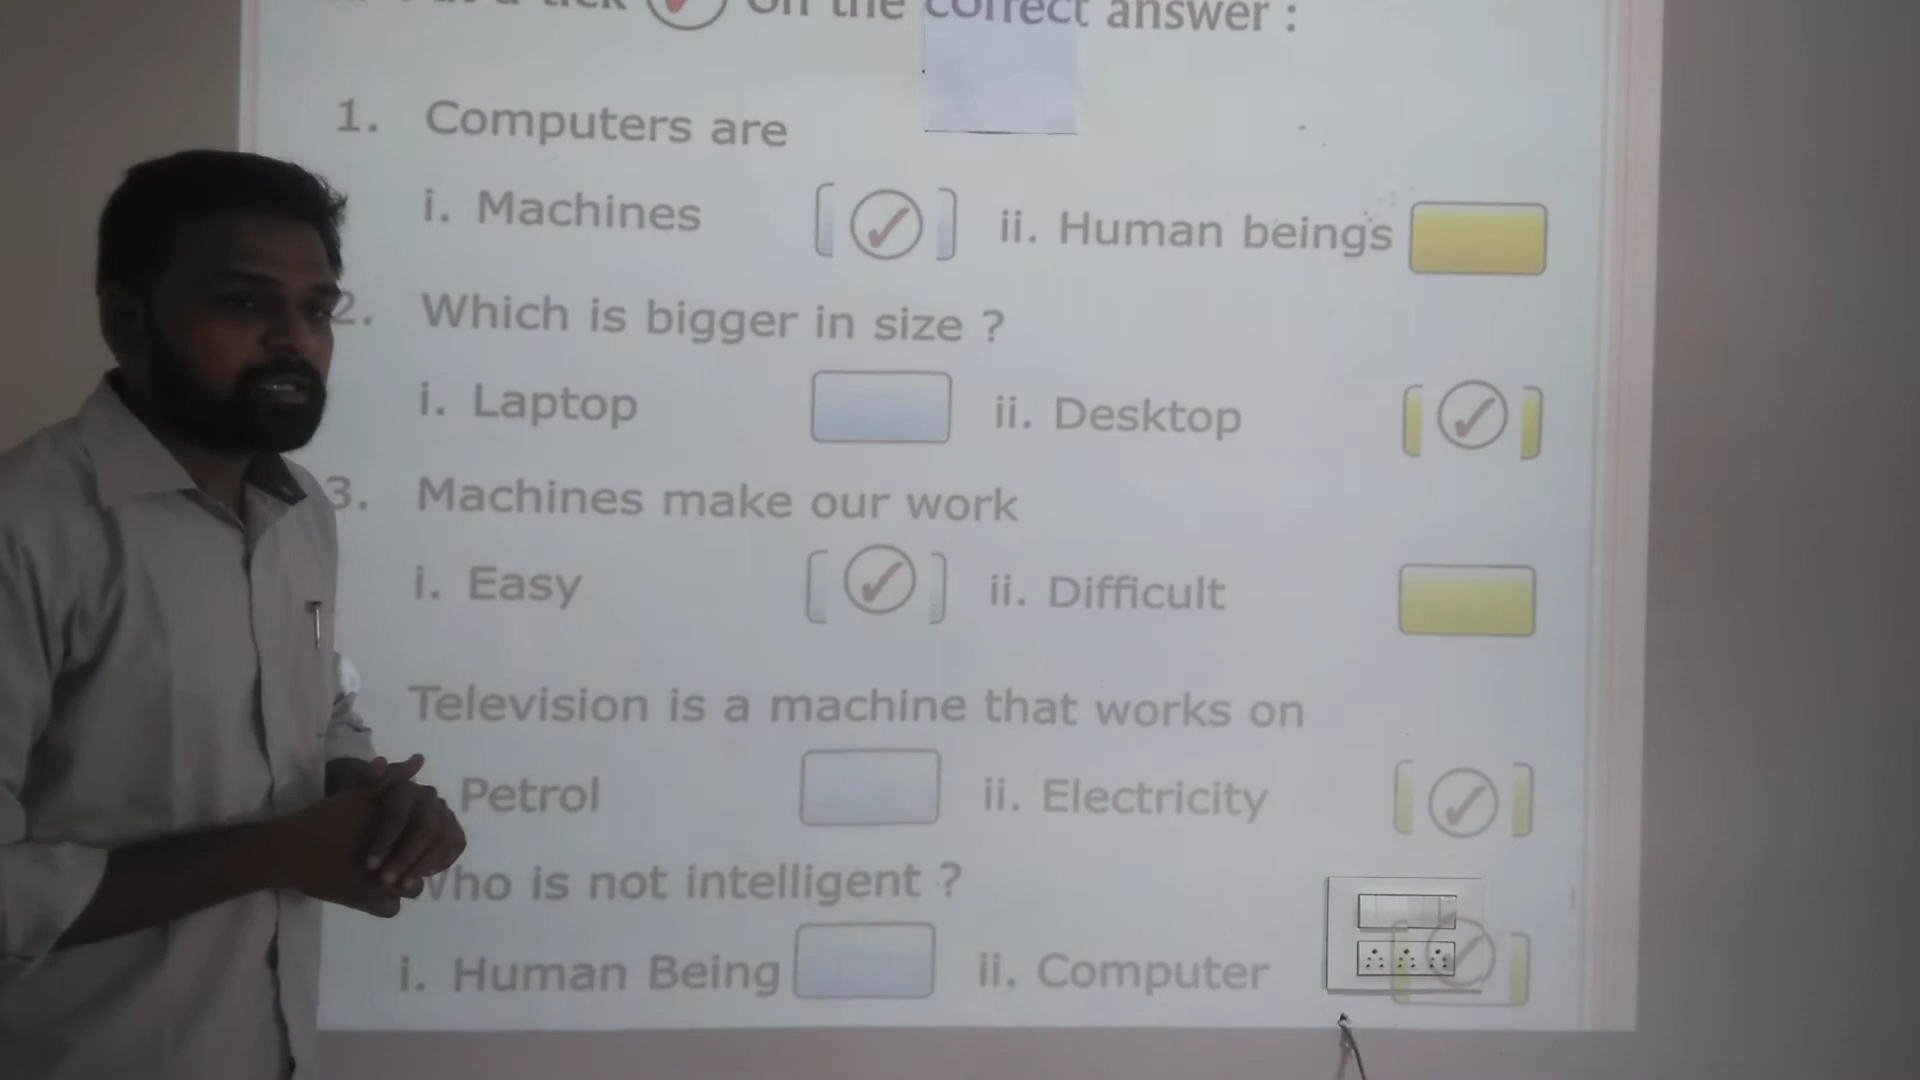 a tick ✓ on the correct answer :
1. Computers are
i. Machines [✓] ii. Human beings
2. Which is bigger in size ?
i. Laptop ii. Desktop [✓]
3. Machines make our work
i. Easy [✓] ii. Difficult
Television is a machine that works on
Petrol ii. Electricity [✓]
Who is not intelligent ?
i. Human Being ii. Computer [✓]